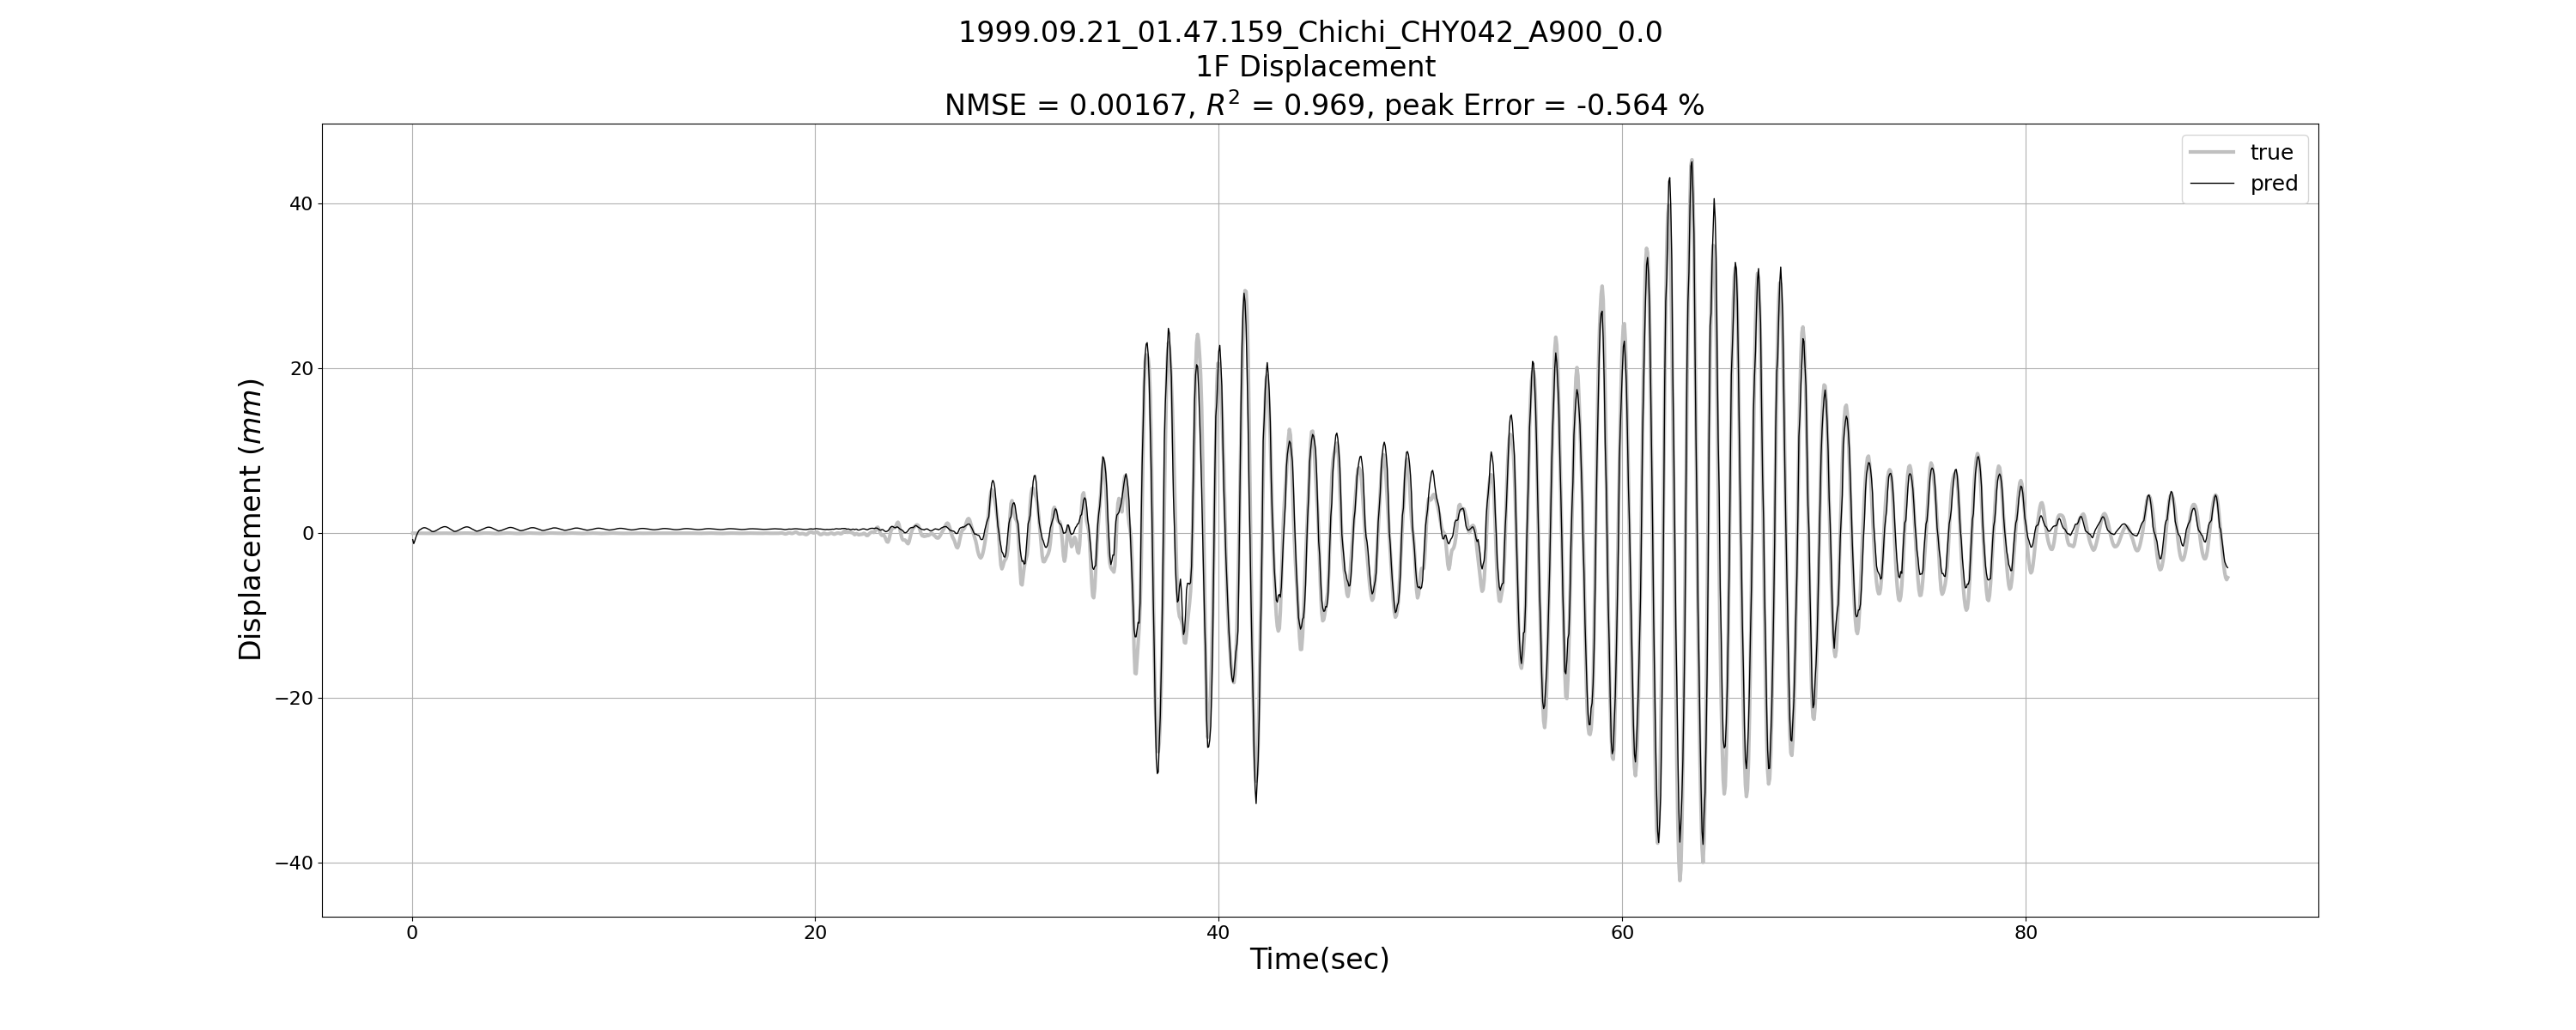 1999.09.21_01.47.159_Chichi_CHY042_A900_0.0
1F Displacement
NMSE = 0.00167, R² = 0.969, peak Error = -0.564 %
true
pred
Displacement (mm)
40
20
0
−20
−40
0 20 40 60 80
Time(sec)